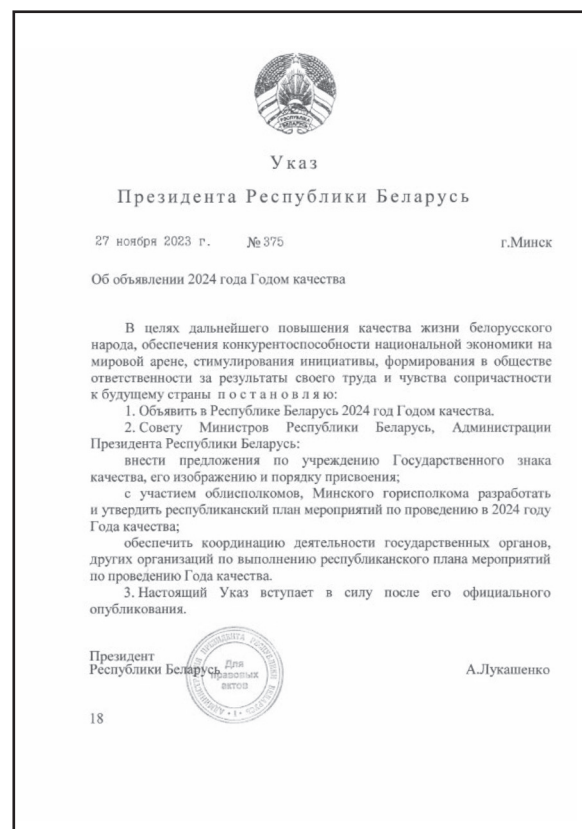 Указ
Президента Республики Беларусь
27 ноября 2023 г. № 375 г.Минск
Об объявлении 2024 года Годом качества
В целях дальнейшего повышения качества жизни белорусского
народа, обеспечения конкурентоспособности национальной экономики на
мировой арене, стимулирования инициативы, формирования в обществе
ответственности за результаты своего труда и чувства сопричастности
к будущему страны п о с т а н о в л я ю:
1. Объявить в Республике Беларусь 2024 год Годом качества.
2. Совету Министров Республики Беларусь, Администрации
Президента Республики Беларусь:
внести предложения по учреждению Государственного знака
качества, его изображению и порядку присвоения;
с участием облисполкомов, Минского горисполкома разработать
и утвердить республиканский план мероприятий по проведению в 2024 году
Года качества;
обеспечить координацию деятельности государственных органов,
других организаций по выполнению республиканского плана мероприятий
по проведению Года качества.
3. Настоящий Указ вступает в силу после его официального
опубликования.
Президент
Республики Беларусь А.Лукашенко
Для
правовых
актов
АДМИНИСТРАЦИЯ ПРЕЗИДЕНТА РЕСПУБЛИКИ БЕЛАРУСЬ
• 1 •
18